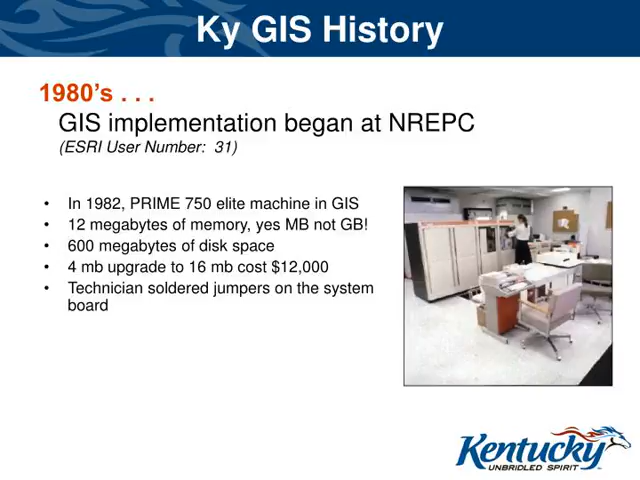 Ky GIS History
1980’s . . .
GIS implementation began at NREPC
(ESRI User Number:  31)
• In 1982, PRIME 750 elite machine in GIS
• 12 megabytes of memory, yes MB not GB!
• 600 megabytes of disk space
• 4 mb upgrade to 16 mb cost $12,000
• Technician soldered jumpers on the system
board
Kentucky
UNBRIDLED SPIRIT